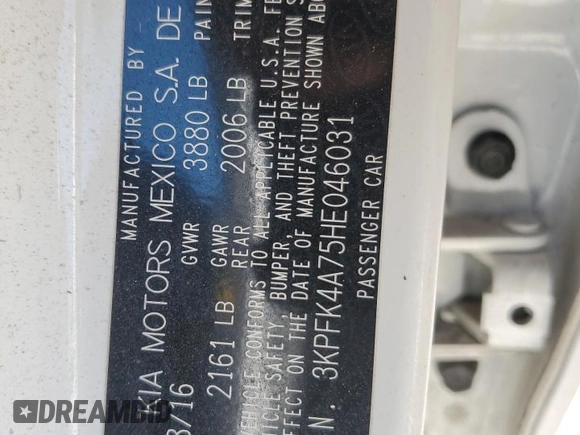 MANUFACTURED BY
KIA MOTORS MEXICO S.A. DE
/16 GVWR 3880 LB PAIN
2161 LB GAWR REAR 2006 LB TRIM
VEHICLE CONFORMS TO ALL APPLICABLE U.S.A. FE
SAFETY, BUMPER, AND THEFT PREVENTION S
EFFECT ON THE DATE OF MANUFACTURE SHOWN ABO
N. 3KPFK4A75HE046031
PASSENGER CAR
DREAMBID